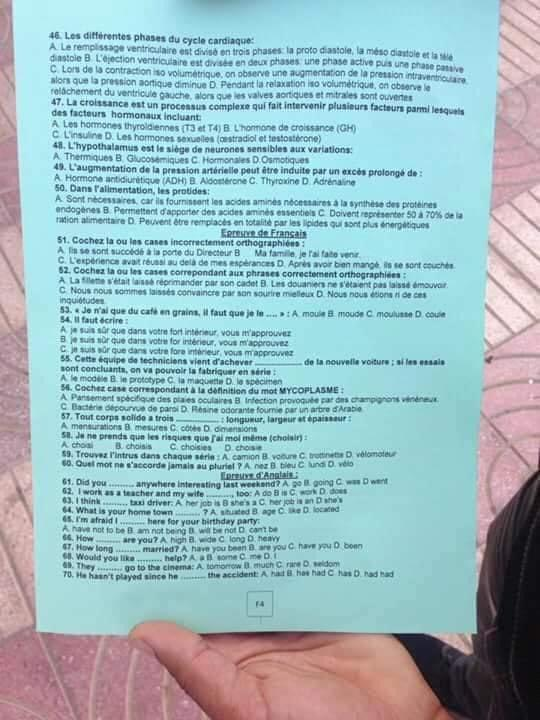 46. Les différentes phases du cycle cardiaque:
A. Le remplissage ventriculaire est divisé en trois phases: la proto diastole, la méso diastole et la télé
diastole B. L'éjection ventriculaire est divisée en deux phases: une phase active puis une phase passive
C. Lors de la contraction iso volumétrique, on observe une augmentation de la pression intraventriculaire,
alors que la pression aortique diminue D. Pendant la relaxation iso volumétrique, on observe le
relâchement du ventricule gauche, alors que les valves aortiques et mitrales sont ouvertes
47. La croissance est un processus complexe qui fait intervenir plusieurs facteurs parmi lesquels
des facteurs hormonaux incluant:
A. Les hormones thyroïdiennes (T3 et T4) B. L'hormone de croissance (GH)
C. L'insuline D. Les hormones sexuelles (œstradiol et testostérone)
48. L'hypothalamus est le siège de neurones sensibles aux variations:
A. Thermiques B. Glucosémiques C. Hormonales D.Osmotiques
49. L'augmentation de la pression artérielle peut être induite par un excès prolongé de :
A. Hormone antidiurétique (ADH) B. Aldostérone C. Thyroxine D. Adrénaline
50. Dans l'alimentation, les protides:
A. Sont nécessaires, car ils fournissent les acides aminés nécessaires à la synthèse des protéines
endogènes B. Permettent d'apporter des acides aminés essentiels C. Doivent représenter 50 à 70% de la
ration alimentaire D. Peuvent être remplacés en totalité par les lipides qui sont plus énergétiques
Epreuve de Français
51. Cochez la ou les cases incorrectement orthographiées :
A. Ils se sont succédé à la porte du Directeur B Ma famille, je l'ai faite venir.
C. L'expérience avait réussi au delà de mes espérances D. Après avoir bien mangé, ils se sont couchés.
52. Cochez la ou les cases correpondant aux phrases correctement orthographiées :
A. La fillette s'était laissé réprimander par son cadet B. Les douaniers ne s'étaient pas laissé émouvoir.
C. Nous nous sommes laissés convaincre par son sourire mielleux D. Nous nous étions ri de ces
inquiétudes.
53. « Je n'ai que du café en grains, il faut que je le .... » : A. moule B. moude C. moulusse D. coule
54. Il faut écrire :
A. je suis sûr que dans votre fort intérieur, vous m'approuvez
B. je suis sûr que dans votre for intérieur, vous m'approuvez
C. je suis sûr que dans votre fore intérieur, vous m'approuvez
55. Cette équipe de techniciens vient d'achever ................ de la nouvelle voiture ; si les essais
sont concluants, on va pouvoir la fabriquer en série :
A. le modèle B. le prototype C. la maquette D. le spécimen
56. Cochez case correspondant à la définition du mot MYCOPLASME :
A. Pansement spécifique des plaies oculaires B. Infection provoquée par des champignons vénéneux.
C. Bactérie dépourvue de paroi D. Résine odorante fournie par un arbre d'Arabie.
57. Tout corps solide a trois ............... : longueur, largeur et épaisseur :
A. mensurations B. mesures C. côtés D. dimensions
58. Je ne prends que les risques que j'ai moi même (choisir) :
A. choisi B. choisis C. choisies D. choisie
59. Trouvez l'intrus dans chaque série : A. camion B. voiture C. trottinette D. vélomoteur
60. Quel mot ne s'accorde jamais au pluriel ? A. nez B. bleu C. lundi D. vélo
Epreuve d'Anglais :
61. Did you ......... anywhere interesting last weekend? A. go B. going C. was D went
62. I work as a teacher and my wife ........., too: A do B is C. work D. does
63. I think ......... taxi driver: A. her job is B she's a C. her job is an D she's
64. What is your home town ........ ? A. situated B. age C. like D. located
65. I'm afraid I ......... here for your birthday party:
A. have not to be B. am not being B. will be not D. can't be
66. How ......... are you? A. high B. wide C. long D. heavy
67. How long ......... married? A. have you been B. are you C. have you D. been
68. Would you like ......... help? A. a B. some C. me D. I
69. They ......... go to the cinema: A. tomorrow B. much C. rare D. seldom
70. He hasn't played since he ......... the accident: A. had B. has had C. has D. had had
F4